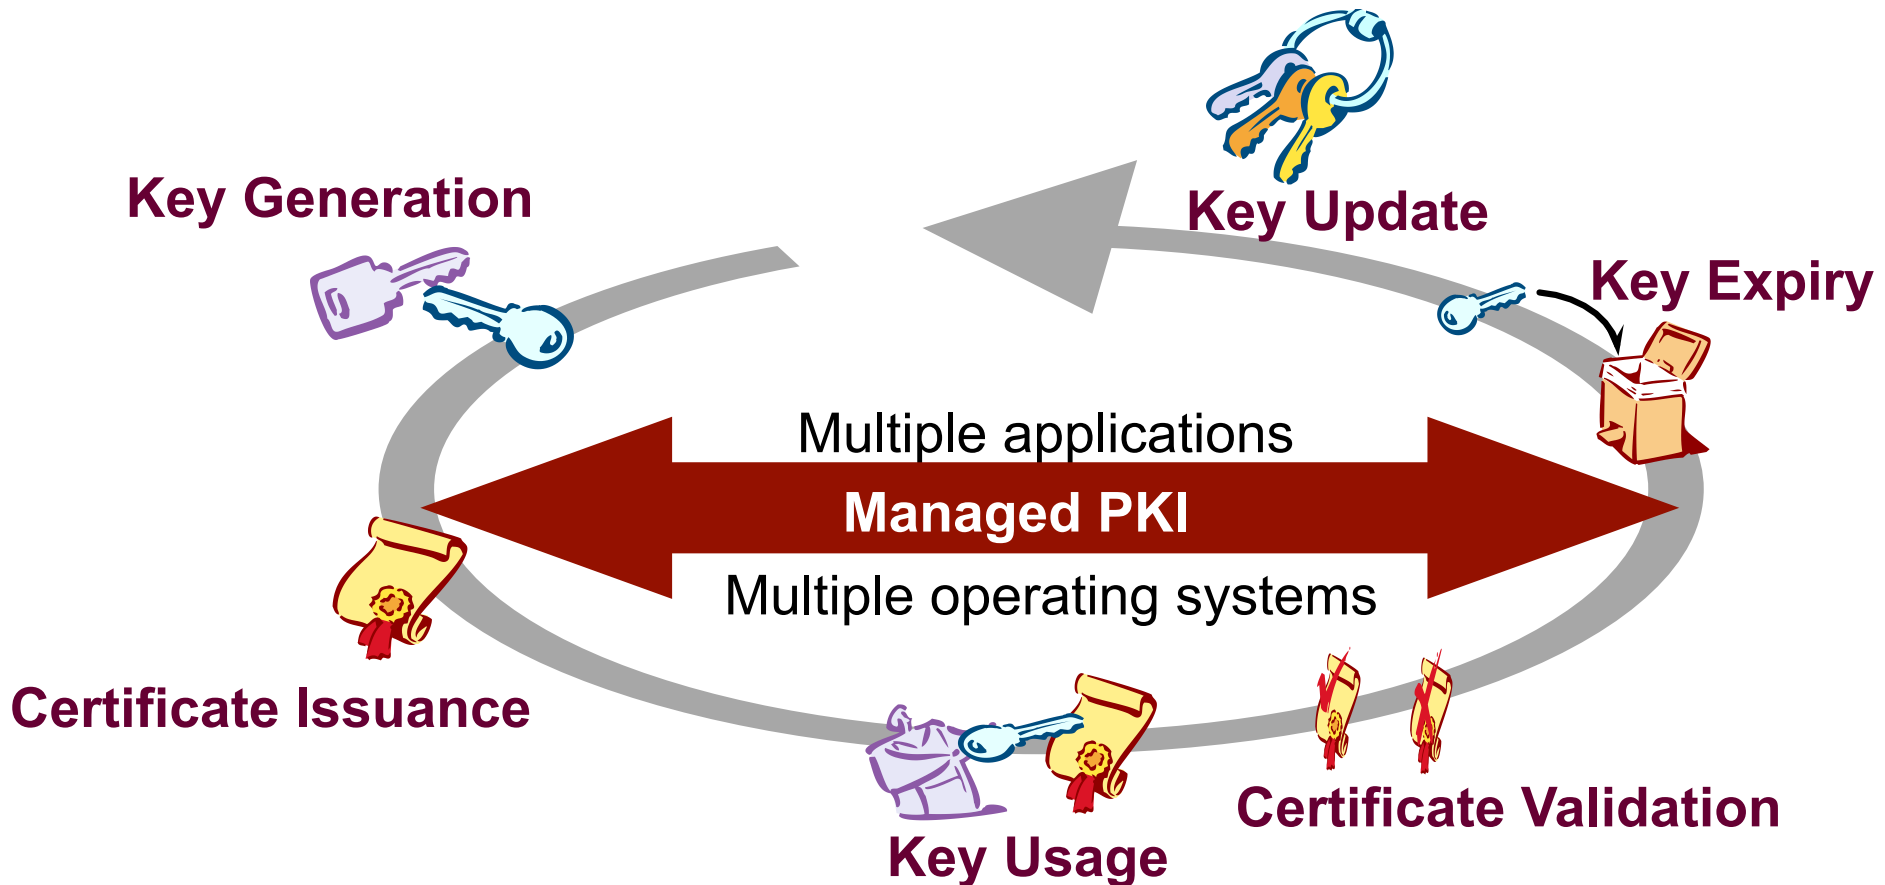 Key Generation
Key Update
Key Expiry
Multiple applications
Managed PKI
Multiple operating systems
Certificate Issuance
Certificate Validation
Key Usage